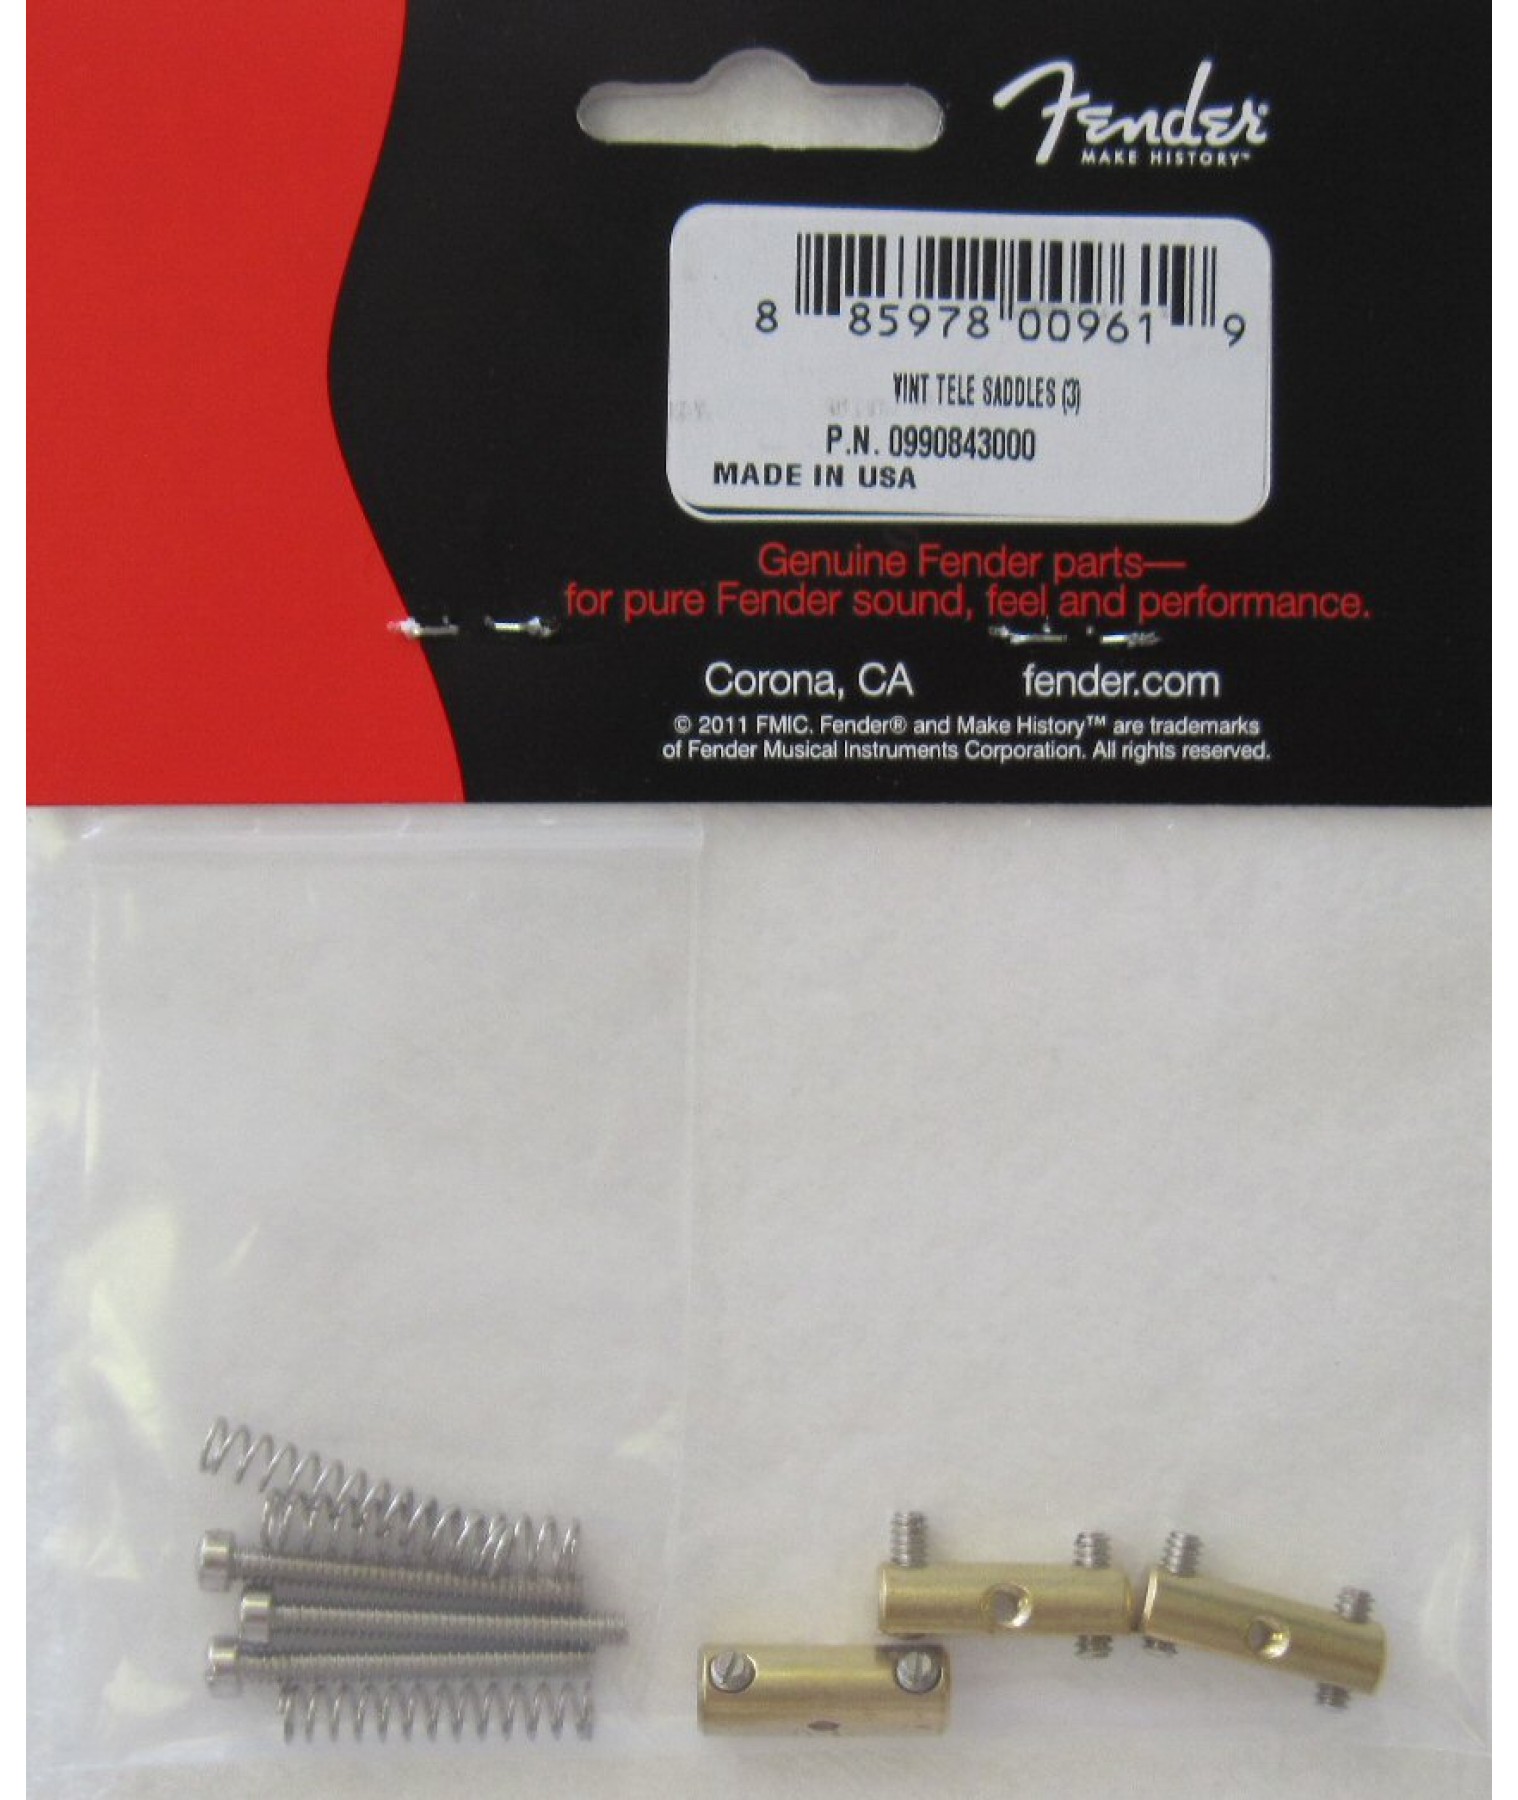 Fender®
MAKE HISTORY™
8 85978 00961 9
VINT TELE SADDLES (3)
P.N. 0990843000
MADE IN USA
Genuine Fender parts—
for pure Fender sound, feel and performance.
Corona, CA fender.com
© 2011 FMIC. Fender® and Make History™ are trademarks
of Fender Musical Instruments Corporation. All rights reserved.